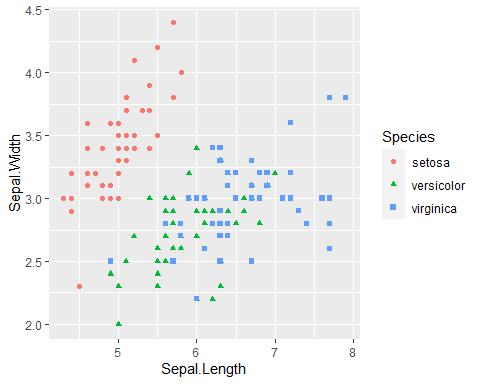 4.5
4.0
3.5
3.0
2.5
2.0
Sepal.Width
5 6 7 8
Sepal.Length
Species
setosa
versicolor
virginica